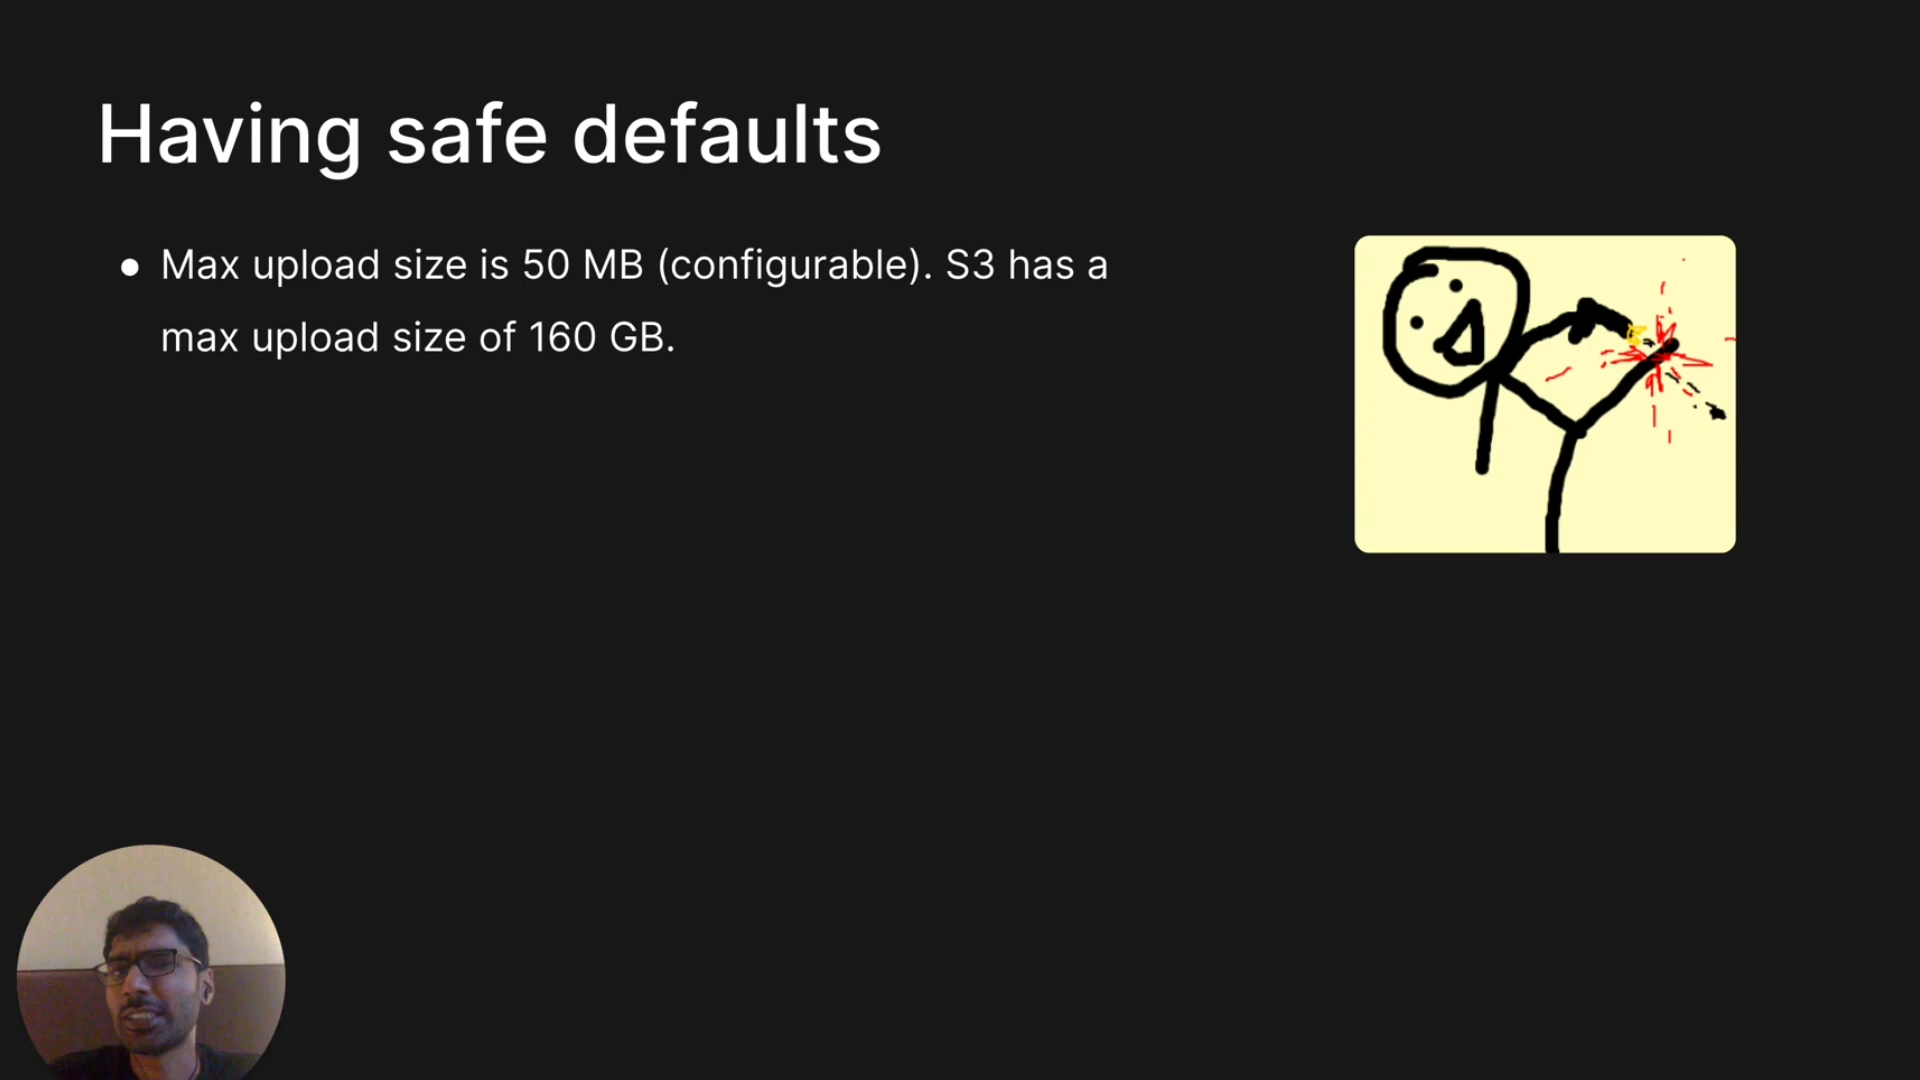 Having safe defaults
● Max upload size is 50 MB (configurable). S3 has a
max upload size of 160 GB.